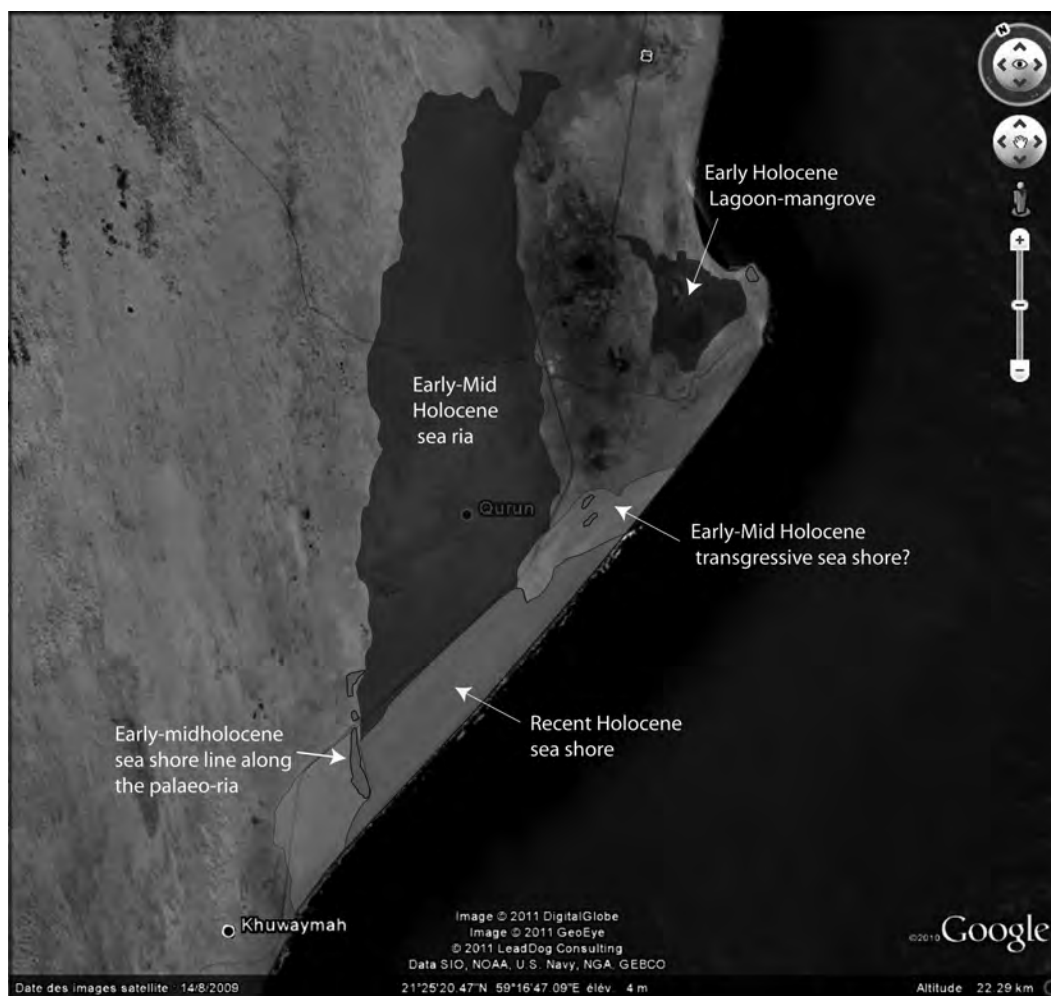 N
Early Holocene
Lagoon-mangrove
Early-Mid
Holocene
sea ria
Qurun
Early-Mid Holocene
transgressive sea shore?
Recent Holocene
sea shore
Early-midholocene
sea shore line along
the palaeo-ria
Khuwaymah
Image © 2011 DigitalGlobe
Image © 2011 GeoEye
© 2011 LeadDog Consulting
Data SIO, NOAA, U.S. Navy, NGA, GEBCO
©2010 Google
Date des images satellite : 14/8/2009 21°25'20.47"N 59°16'47.09"E élév. 4 m Altitude 22.29 km